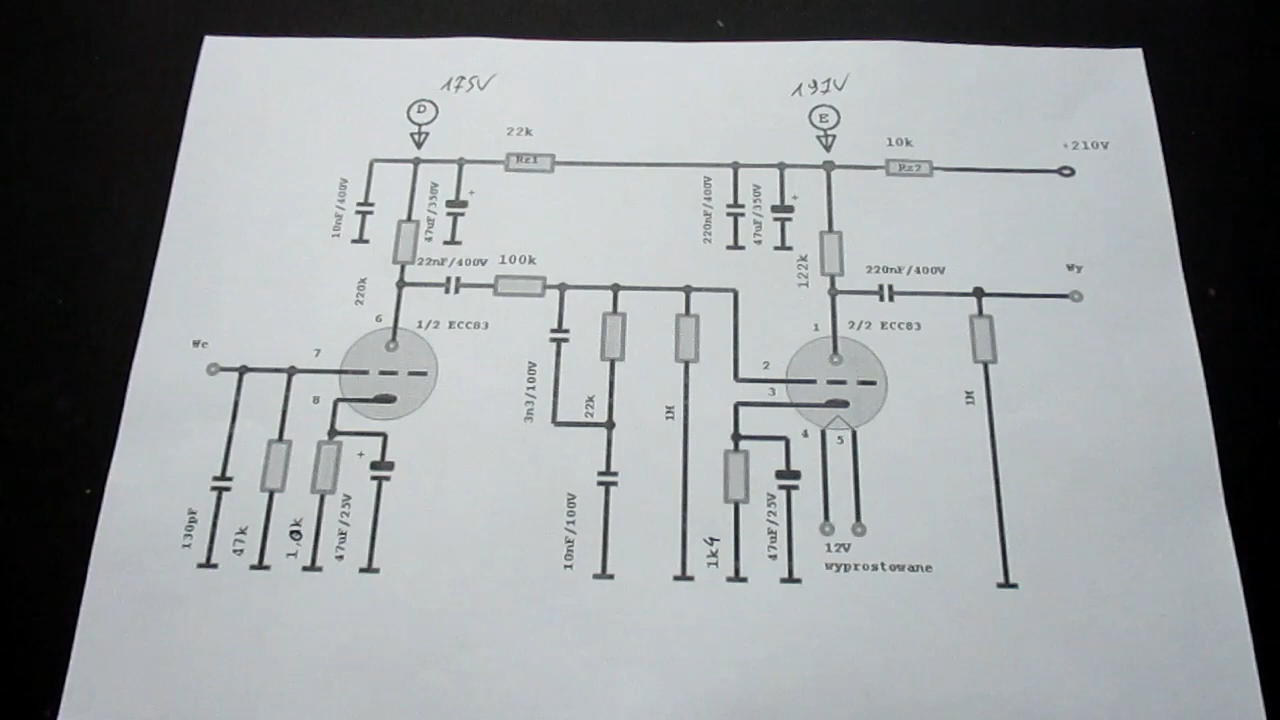 175V
191V
D
E
22k
10k
+210V
Rz1
Rz2
10nF/400V
47uF/350V
+
220nF/400V
47uF/350V
+
22nF/400V
100k
220k
122k
220nF/400V
Wy
6
1/2 ECC83
1
2/2 ECC83
We
7
2
8
3n3/100V
22k
1M
3
1M
4
5
+
130pF
47k
1,0k
47uF/25V
10nF/100V
1k4
47uF/25V
12V
wyprostowane